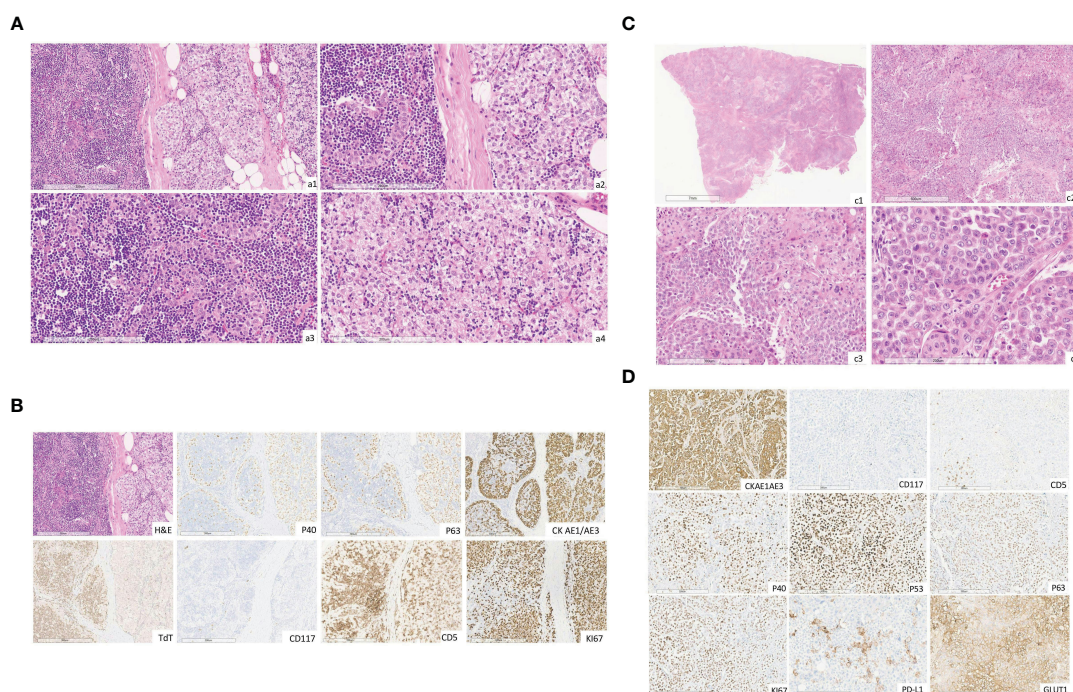 A
a1
a2
a3
a4
B
H&E
P40
P63
CK AE1/AE3
TdT
CD117
CD5
KI67
C
c1
c2
c3
c
D
CKAE1AE3
CD117
CD5
P40
P53
P63
KI67
PD-L1
GLUT1